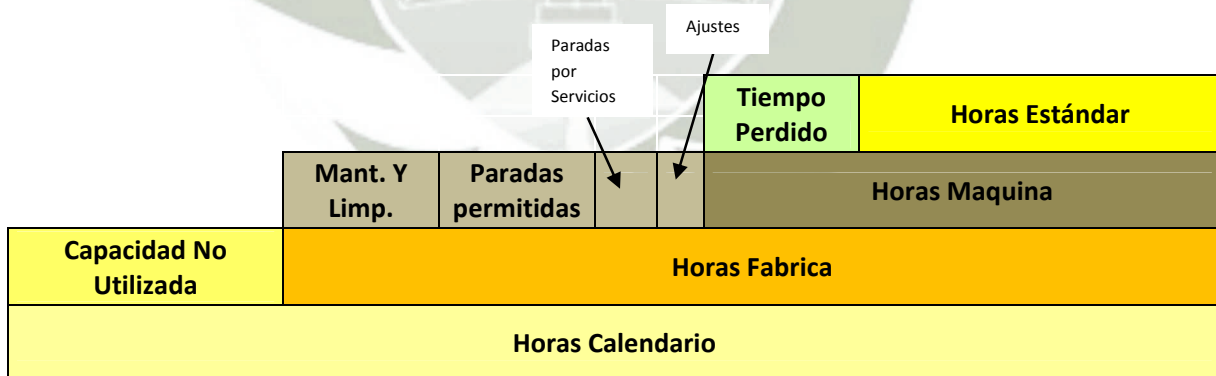 Paradas
por
Servicios
Ajustes
Tiempo
Perdido
Horas Estándar
Mant. Y
Limp.
Paradas
permitidas
Horas Maquina
Capacidad No
Utilizada
Horas Fabrica
Horas Calendario